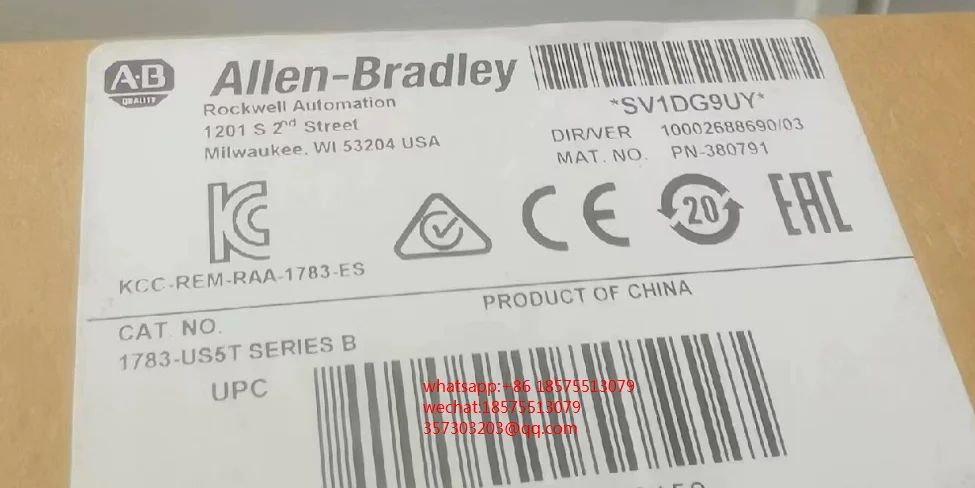 A·B
QUALITY
Allen-Bradley
Rockwell Automation
1201 S 2nd Street
Milwaukee, WI 53204 USA
*SV1DG9UY*
DIR/VER 10002688690/03
MAT. NO. PN-380791
KCC-REM-RAA-1783-ES
CE
20
EAC
PRODUCT OF CHINA
CAT. NO.
1783-US5T SERIES B
UPC
whatsapp:+86 18575513079
wechat:18575513079
357303203@qq.com